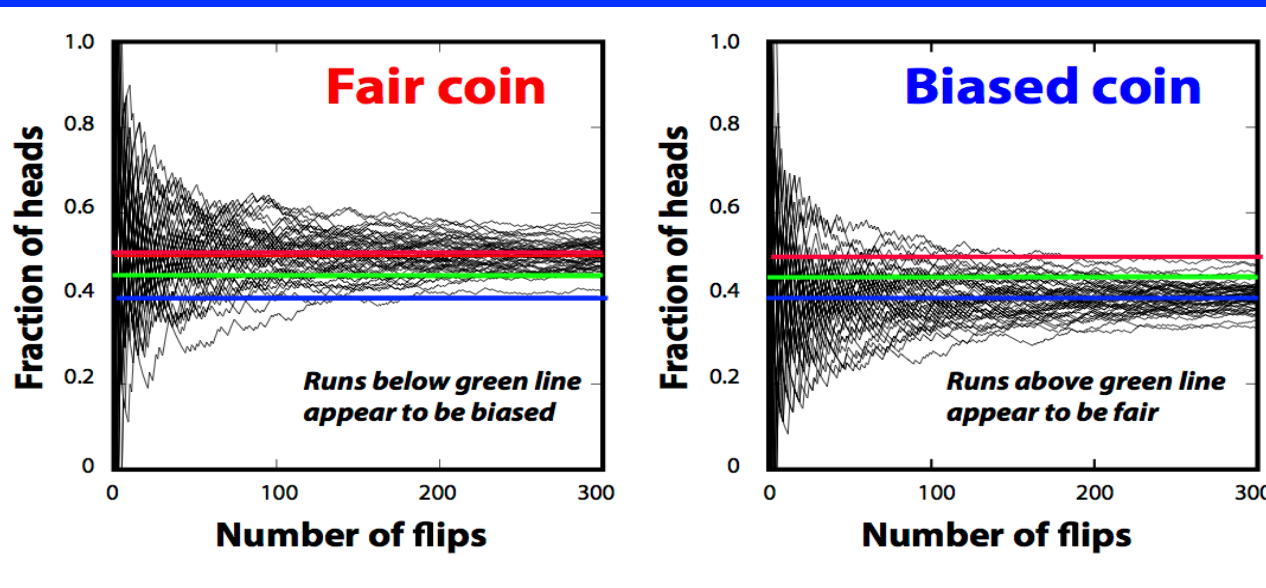 Fair coin
Fraction of heads
1.0
0.8
0.6
0.4
0.2
0
Runs below green line
appear to be biased
0
100
200
300
Number of flips
Biased coin
Fraction of heads
1.0
0.8
0.6
0.4
0.2
0
Runs above green line
appear to be fair
0
100
200
300
Number of flips